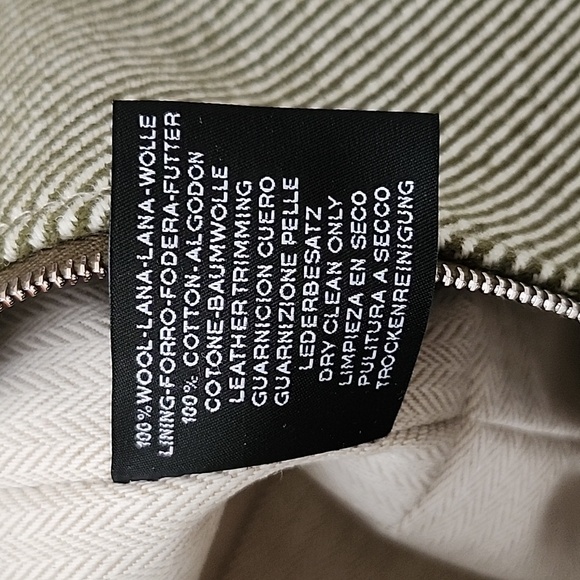 100% WOOL-LANA-LANA-WOLLE
LINING-FORRO-FODERA-FUTTER
100% COTTON-ALGODON
COTONE-BAUMWOLLE
LEATHER TRIMMING
GUARNICION CUERO
GUARNIZIONE PELLE
LEDERBESATZ
DRY CLEAN ONLY
LIMPIEZA EN SECO
PULITURA A SECCO
TROCKENREINIGUNG